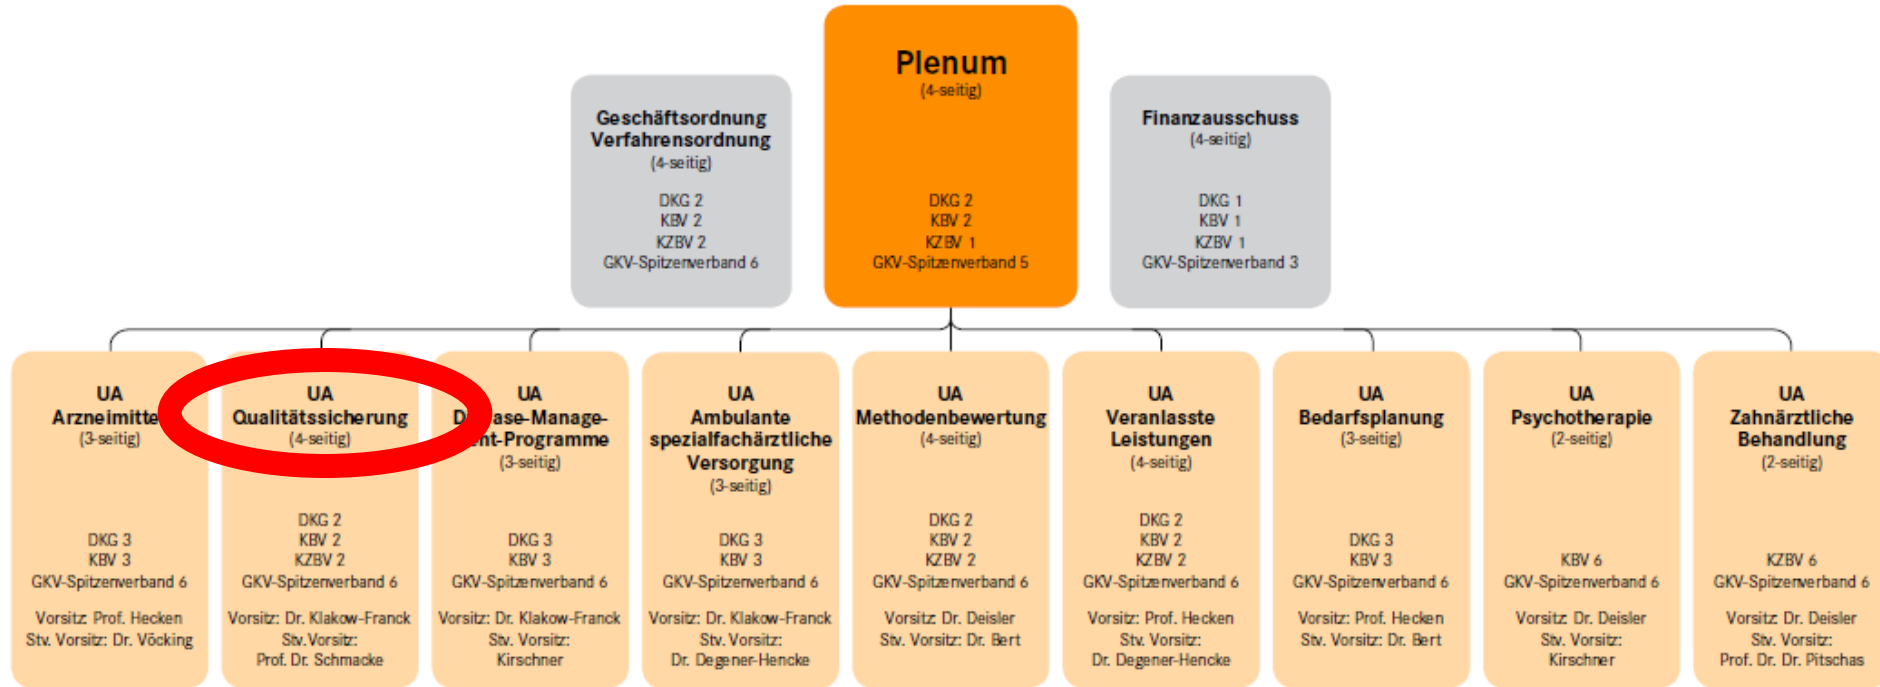 Plenum
(4-seitig)
DKG 2
KBV 2
KZBV 1
GKV-Spitzenverband 5
Geschäftsordnung
Verfahrensordnung
(4-seitig)
DKG 2
KBV 2
KZBV 2
GKV-Spitzenverband 6
Finanzausschuss
(4-seitig)
DKG 1
KBV 1
KZBV 1
GKV-Spitzenverband 3
UA
(3-seitig)
DKG 3
KBV 3
GKV-Spitzenverband 6
Vorsitz Prof. Hecken
Stv. Vorsitz: Dr. Vöcking
UA
Qualitätssicherung
(4-seitig)
DKG 2
KBV 2
KZBV 2
GKV-Spitzenverband 6
Vorsitz: Dr. Klakow-Franck
Stv.Vorsitz:
Prof. Dr. Schmacke
UA
(3-seitig)
DKG 3
KBV 3
GKV-Spitzenverband 6
Vorsitz: Dr. Klakow-Franck
Stv. Vorsitz:
Kirschner
UA
Ambulante
spezialfachärztliche
Versorgung
(3-seitig)
DKG 3
KBV 3
GKV-Spitzenverband 6
Vorsitz: Dr. Klakow-Franck
Stv. Vorsitz:
Dr. Degener-Hencke
UA
Methodenbewertung
(4-seitig)
DKG 2
KBV 2
KZBV 2
GKV-Spitzenverband 6
Vorsitz Dr. Deisler
Stv. Vorsitz: Dr. Bert
UA
Veranlasste
Leistungen
(4-seitig)
DKG 2
KBV 2
KZBV 2
GKV-Spitzenverband 6
Vorsitz: Prof. Hecken
Stv. Vorsitz:
Dr. Degener-Hencke
UA
Bedarfsplanung
(3-seitig)
DKG 3
KBV 3
GKV-Spitzenverband 6
Vorsitz: Prof. Hecken
Stv. Vorsitz: Dr. Bert
UA
Psychotherapie
(2-seitig)
KBV 6
GKV-Spitzenverband 6
Vorsitz: Dr. Deisler
Stv. Vorsitz:
Kirschner
UA
Zahnärztliche
Behandlung
(2-seitig)
KZBV 6
GKV-Spitzenverband 6
Vorsitz: Dr. Deisler
Stv. Vorsitz:
Prof. Dr. Dr. Pitschas